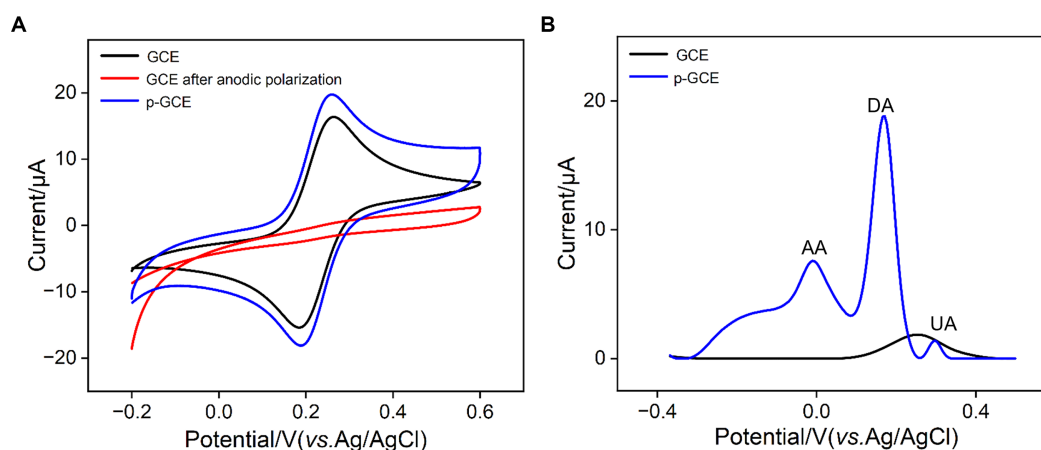 A
GCE
GCE after anodic polarization
p-GCE
20
10
0
−10
−20
Current/μA
−0.2
0.0
0.2
0.4
0.6
Potential/V(vs.Ag/AgCl)
B
GCE
p-GCE
20
10
0
Current/μA
AA
DA
UA
−0.4
0.0
0.4
Potential/V(vs.Ag/AgCl)